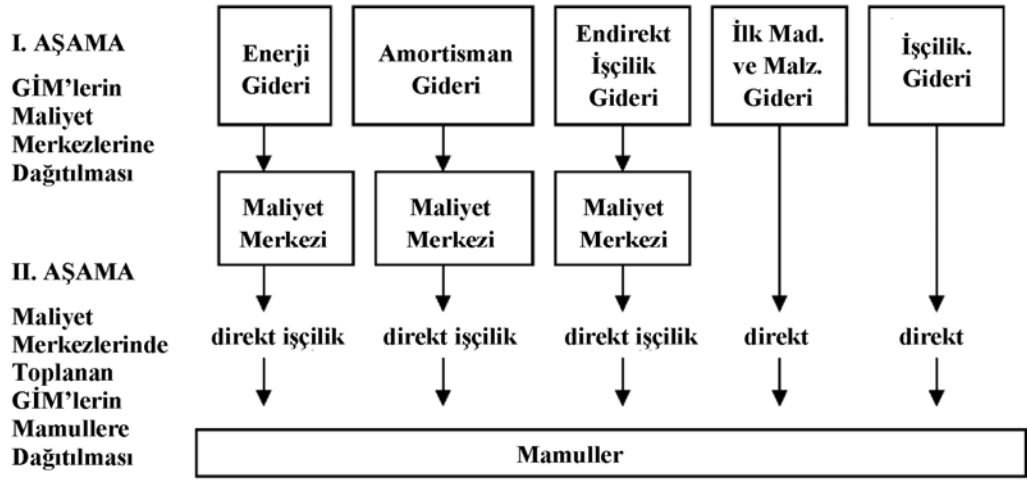 I. AŞAMA
GİM’lerin
Maliyet
Merkezlerine
Dağıtılması
Enerji
Gideri
Amortisman
Gideri
Endirekt
İşçilik
Gideri
İlk Mad.
ve Malz.
Gideri
İşçilik.
Gideri
Maliyet
Merkezi
Maliyet
Merkezi
Maliyet
Merkezi
II. AŞAMA
Maliyet
Merkezlerinde
Toplanan
GİM’lerin
Mamullere
Dağıtılması
direkt işçilik
direkt işçilik
direkt işçilik
direkt
direkt
Mamuller